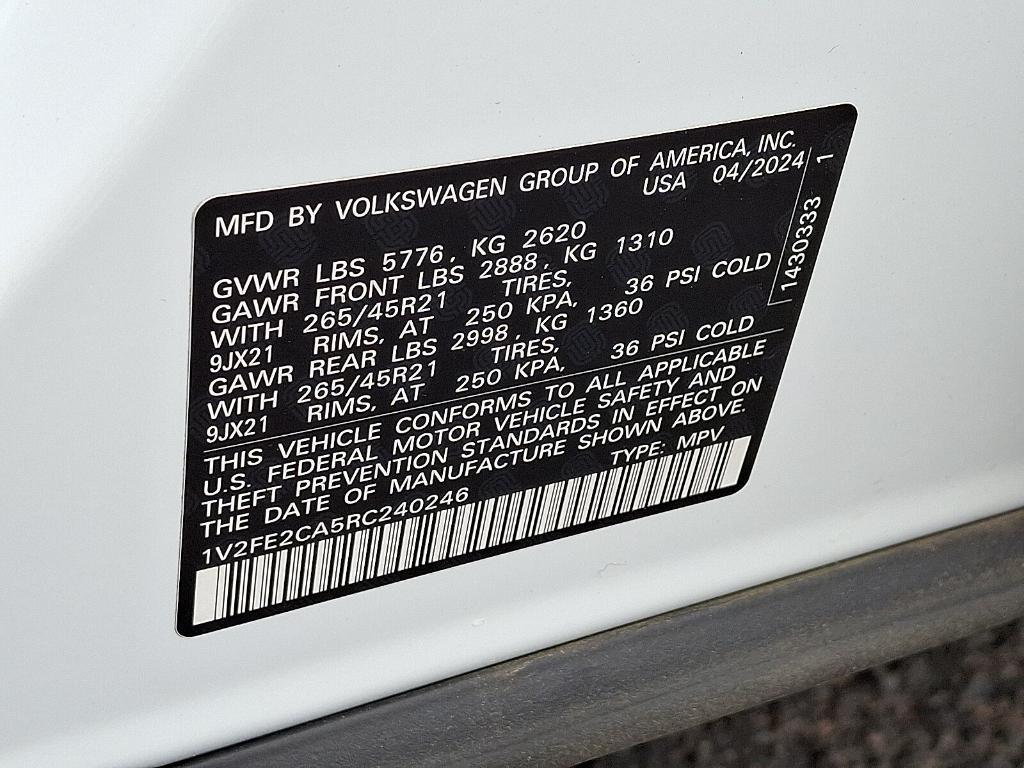 MFD BY VOLKSWAGEN GROUP OF AMERICA, INC.
USA 04/2024
GVWR LBS 5776, KG 2620
GAWR FRONT LBS 2888, KG 1310
WITH 265/45R21 TIRES,
9JX21 RIMS, AT 250 KPA, 36 PSI COLD
GAWR REAR LBS 2998, KG 1360
WITH 265/45R21 TIRES,
9JX21 RIMS, AT 250 KPA, 36 PSI COLD
THIS VEHICLE CONFORMS TO ALL APPLICABLE
U.S. FEDERAL MOTOR VEHICLE SAFETY AND
THEFT PREVENTION STANDARDS IN EFFECT ON
THE DATE OF MANUFACTURE SHOWN ABOVE.
1V2FE2CA5RC240246 TYPE: MPV
1430333 1